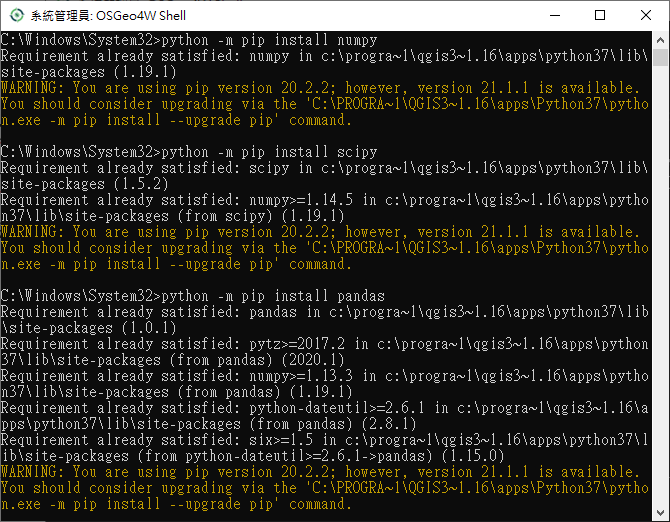 系統管理員: OSGeo4W Shell
C:\Windows\System32>python -m pip install numpy
Requirement already satisfied: numpy in c:\progra~1\qgis3~1.16\apps\python37\lib\
site-packages (1.19.1)
WARNING: You are using pip version 20.2.2; however, version 21.1.1 is available.
You should consider upgrading via the 'C:\PROGRA~1\QGIS3~1.16\apps\Python37\pytho
n.exe -m pip install --upgrade pip' command.
C:\Windows\System32>python -m pip install scipy
Requirement already satisfied: scipy in c:\progra~1\qgis3~1.16\apps\python37\lib\
site-packages (1.5.2)
Requirement already satisfied: numpy>=1.14.5 in c:\progra~1\qgis3~1.16\apps\pytho
n37\lib\site-packages (from scipy) (1.19.1)
WARNING: You are using pip version 20.2.2; however, version 21.1.1 is available.
You should consider upgrading via the 'C:\PROGRA~1\QGIS3~1.16\apps\Python37\pytho
n.exe -m pip install --upgrade pip' command.
C:\Windows\System32>python -m pip install pandas
Requirement already satisfied: pandas in c:\progra~1\qgis3~1.16\apps\python37\lib
\site-packages (1.0.1)
Requirement already satisfied: pytz>=2017.2 in c:\progra~1\qgis3~1.16\apps\python
37\lib\site-packages (from pandas) (2020.1)
Requirement already satisfied: numpy>=1.13.3 in c:\progra~1\qgis3~1.16\apps\pytho
n37\lib\site-packages (from pandas) (1.19.1)
Requirement already satisfied: python-dateutil>=2.6.1 in c:\progra~1\qgis3~1.16\a
pps\python37\lib\site-packages (from pandas) (2.8.1)
Requirement already satisfied: six>=1.5 in c:\progra~1\qgis3~1.16\apps\python37\l
ib\site-packages (from python-dateutil>=2.6.1->pandas) (1.15.0)
WARNING: You are using pip version 20.2.2; however, version 21.1.1 is available.
You should consider upgrading via the 'C:\PROGRA~1\QGIS3~1.16\apps\Python37\pytho
n.exe -m pip install --upgrade pip' command.